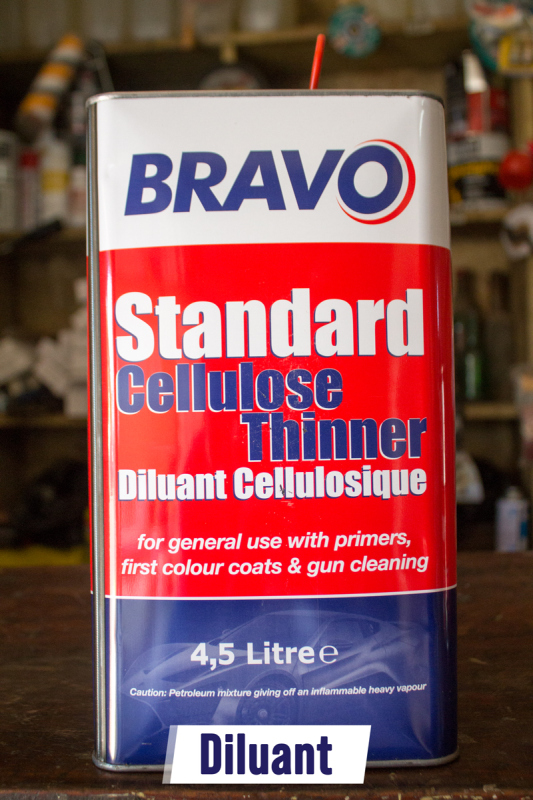 BRAVO
Standard
Cellulose
Thinner
Diluant Cellulosique
for general use with primers,
first colour coats & gun cleaning
4,5 Litre ℮
Caution: Petroleum mixture giving off an inflammable heavy vapour
Diluant